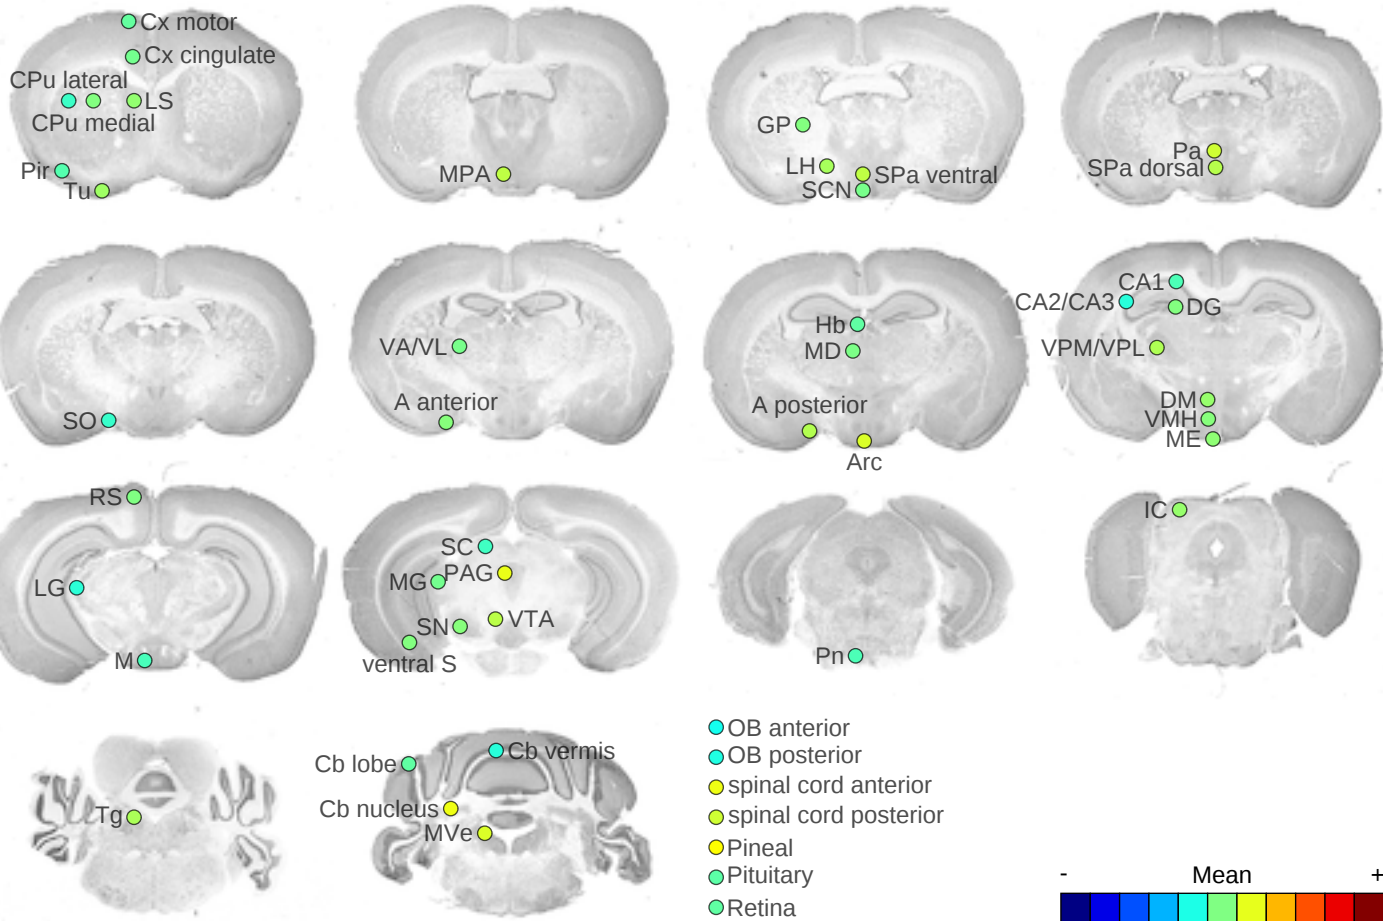 Cx motor
Cx cingulate
CPu lateral
LS
CPu medial
Pir
Tu
MPA
GP
LH
SPa ventral
SCN
Pa
SPa dorsal
SO
VA/VL
A anterior
Hb
MD
A posterior
Arc
CA1
CA2/CA3
DG
VPM/VPL
DM
VMH
ME
RS
LG
M
SC
PAG
MG
VTA
SN
ventral S
Pn
IC
Tg
Cb lobe
Cb vermis
Cb nucleus
MVe
OB anterior
OB posterior
spinal cord anterior
spinal cord posterior
Pineal
Pituitary
Retina
- Mean +